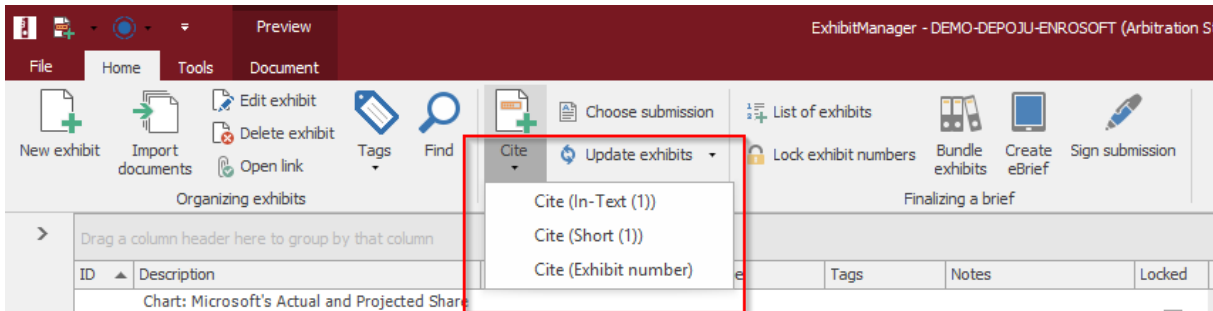 Preview
ExhibitManager - DEMO-DEPOJU-ENROSOFT (Arbitration S
File Home Tools Document
New exhibit
Import documents
Edit exhibit
Delete exhibit
Open link
Tags
Find
Organizing exhibits
Cite
Choose submission
Update exhibits
Cite (In-Text (1))
Cite (Short (1))
Cite (Exhibit number)
List of exhibits
Lock exhibit numbers
Bundle exhibits
Create eBrief
Sign submission
Finalizing a brief
Drag a column header here to group by that column
ID Description Tags Notes Locked
Chart: Microsoft's Actual and Projected Share